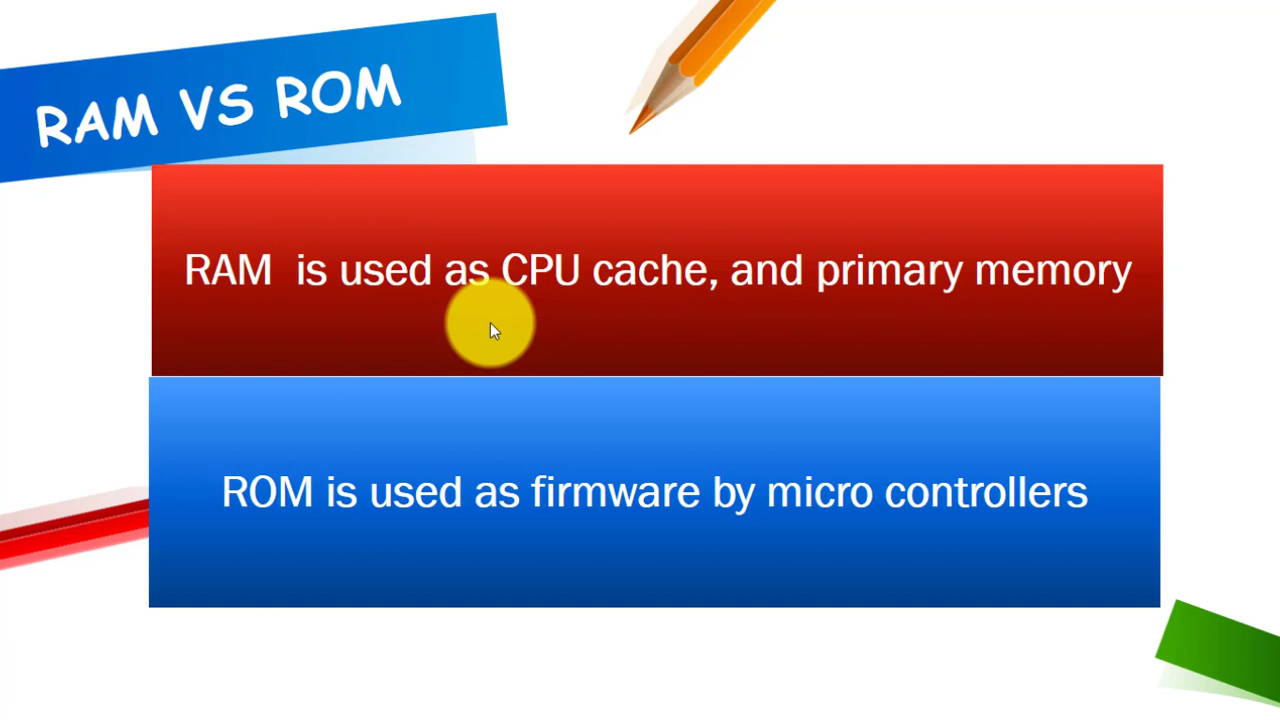 RAM VS ROM
RAM is used as CPU cache, and primary memory
ROM is used as firmware by micro controllers